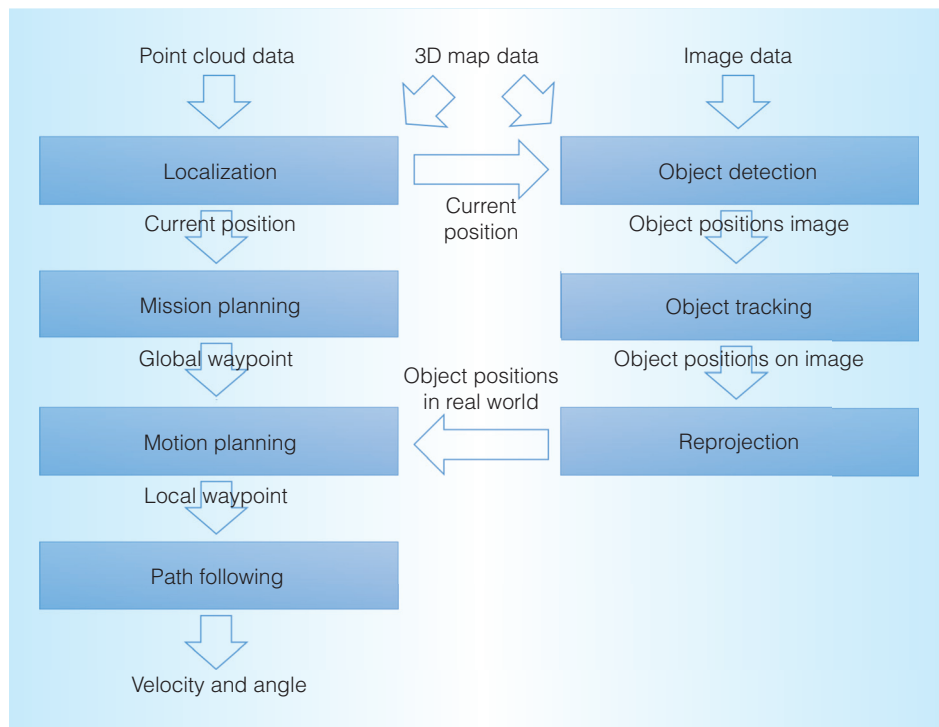 Point cloud data
3D map data
Image data
Localization
Object detection
Current position
Current
position
Object positions image
Mission planning
Object tracking
Global waypoint
Object positions on image
Object positions
in real world
Motion planning
Reprojection
Local waypoint
Path following
Velocity and angle